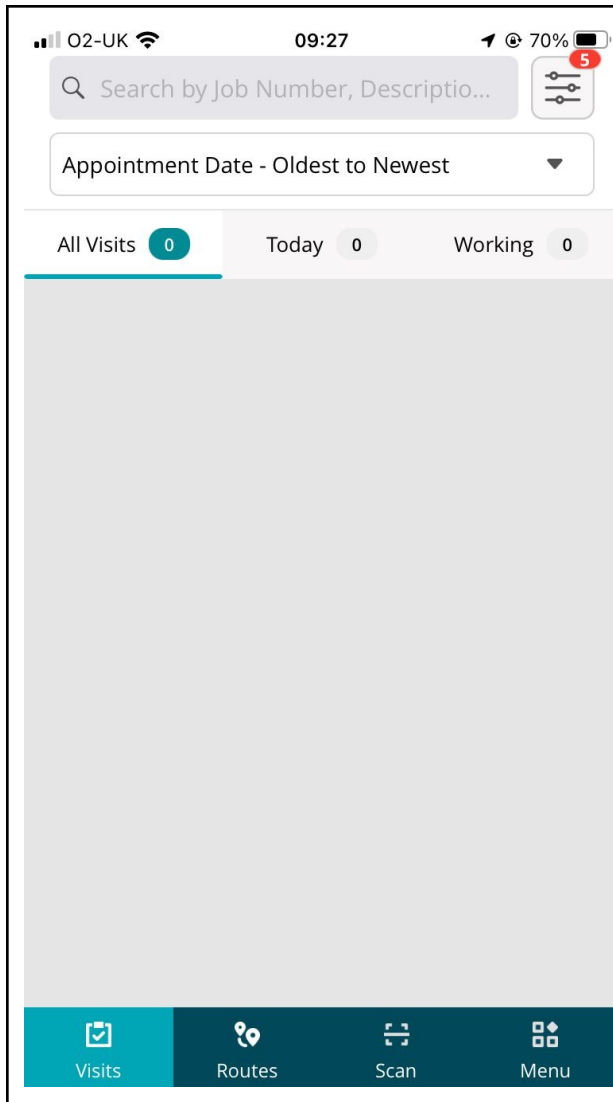 O2-UK 09:27 70%
5
Search by Job Number, Descriptio...
Appointment Date - Oldest to Newest
All Visits 0 Today 0 Working 0
Visits Routes Scan Menu